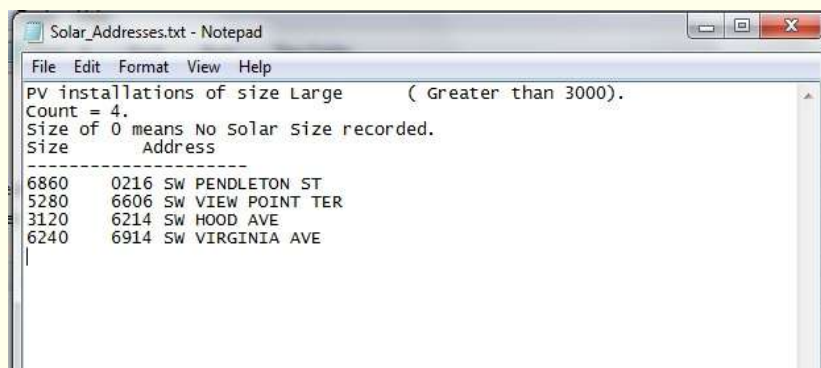 Solar_Addresses.txt - Notepad
File Edit Format View Help
PV installations of size Large ( Greater than 3000).
Count = 4.
Size of 0 means No Solar Size recorded.
Size Address
---------------------
6860 0216 SW PENDLETON ST
5280 6606 SW VIEW POINT TER
3120 6214 SW HOOD AVE
6240 6914 SW VIRGINIA AVE